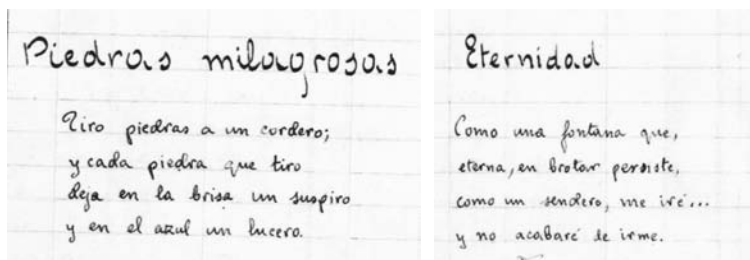 Piedras milagrosas
Tiro piedras a un cordero;
y cada piedra que tiro
deja en la brisa un suspiro
y en el azul un lucero.
Eternidad
Como una fontana que,
eterna, en brotar persiste,
como un sendero, me iré...
y no acabaré de irme.